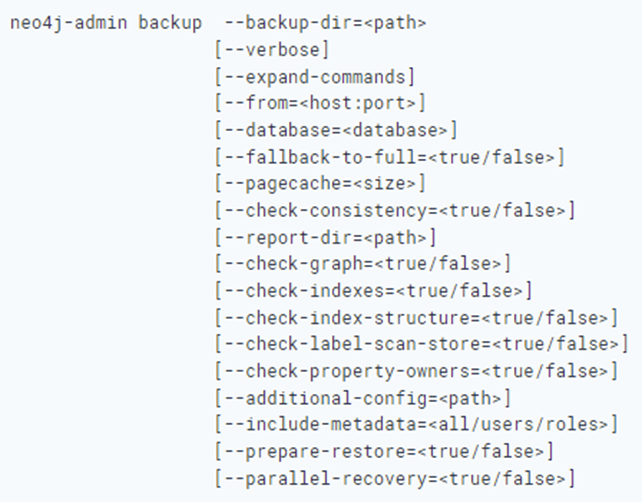 neo4j-admin backup --backup-dir=<path>
[--verbose]
[--expand-commands]
[--from=<host:port>]
[--database=<database>]
[--fallback-to-full=<true/false>]
[--pagecache=<size>]
[--check-consistency=<true/false>]
[--report-dir=<path>]
[--check-graph=<true/false>]
[--check-indexes=<true/false>]
[--check-index-structure=<true/false>]
[--check-label-scan-store=<true/false>]
[--check-property-owners=<true/false>]
[--additional-config=<path>]
[--include-metadata=<all/users/roles>]
[--prepare-restore=<true/false>]
[--parallel-recovery=<true/false>]